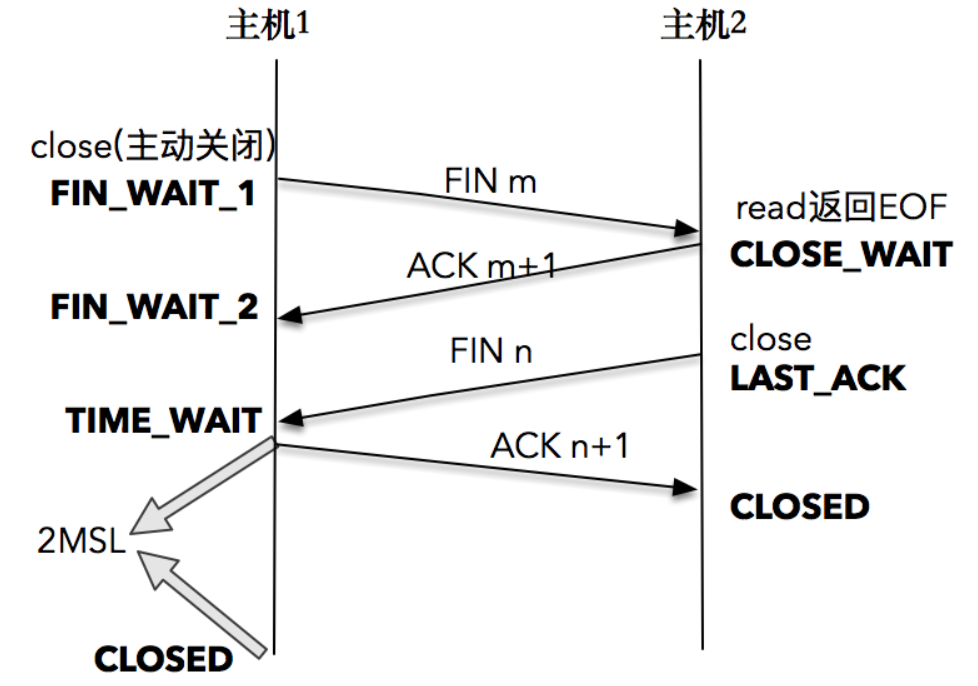 主机1
主机2
close(主动关闭)
FIN_WAIT_1
FIN m
read返回EOF
CLOSE_WAIT
ACK m+1
FIN_WAIT_2
FIN n
close
LAST_ACK
TIME_WAIT
ACK n+1
CLOSED
2MSL
CLOSED